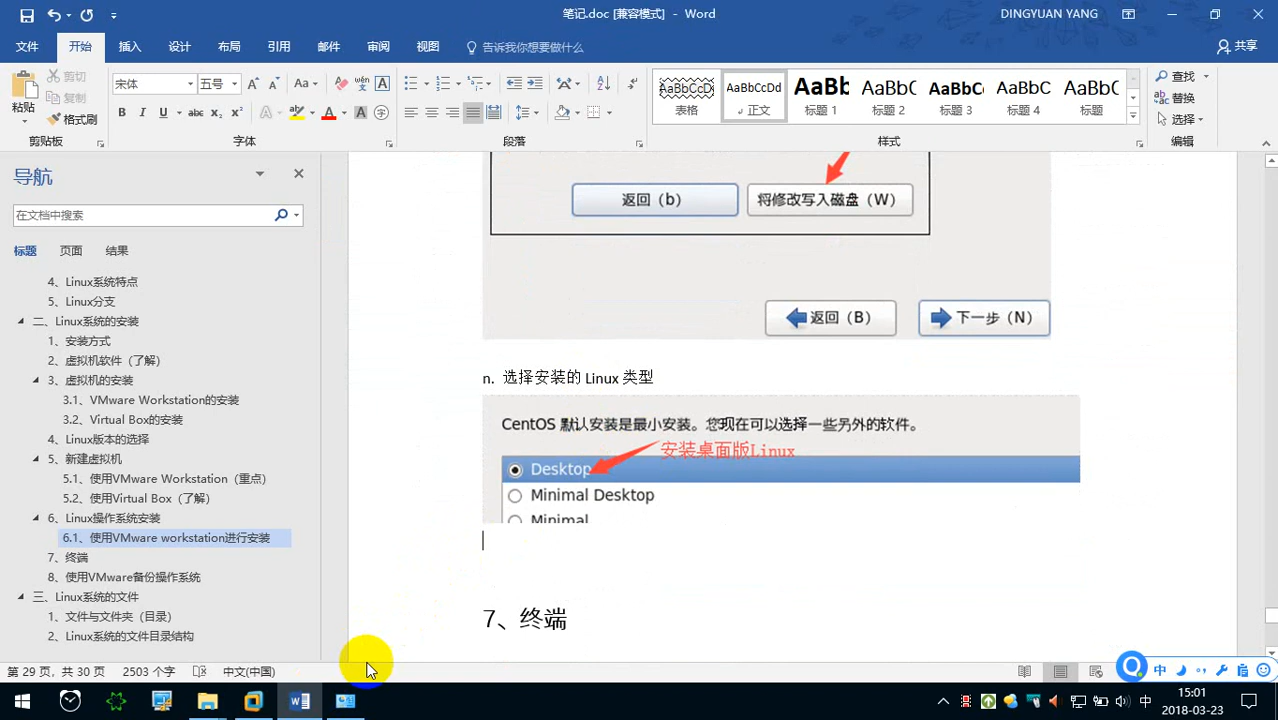 笔记.doc [兼容模式] - Word
DINGYUAN YANG
文件 开始 插入 设计 布局 引用 邮件 审阅 视图 告诉我你想要做什么 共享
粘贴
剪切
复制
格式刷
剪贴板
宋体 五号
字体
段落
AaBbCcDd 表格
AaBbCcDd 正文
AaBb 标题 1
AaBbC 标题 2
AaBbC 标题 3
AaBbC 标题 4
AaBbC 标题
样式
查找
替换
选择
编辑
导航
在文档中搜索
标题 页面 结果
4、Linux系统特点
5、Linux分支
二、Linux系统的安装
1、安装方式
2、虚拟机软件（了解）
3、虚拟机的安装
3.1、VMware Workstation的安装
3.2、Virtual Box的安装
4、Linux版本的选择
5、新建虚拟机
5.1、使用VMware Workstation（重点）
5.2、使用Virtual Box（了解）
6、Linux操作系统安装
6.1、使用VMware workstation进行安装
7、终端
8、使用VMware备份操作系统
三、Linux系统的文件
1、文件与文件夹（目录）
2、Linux系统的文件目录结构
返回（b） 将修改写入磁盘（W）
返回（B） 下一步（N）
n. 选择安装的 Linux 类型
CentOS 默认安装是最小安装。您现在可以选择一些另外的软件。
安装桌面版Linux
Desktop
Minimal Desktop
Minimal
7、终端
第 29 页，共 30 页 2503 个字 中文(中国)
中
中 15:01
2018-03-23